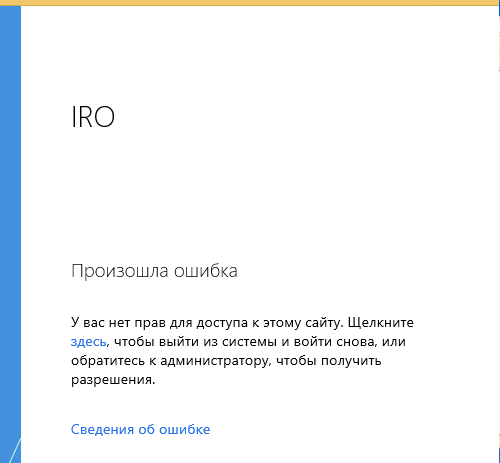 IRO
Произошла ошибка
У вас нет прав для доступа к этому сайту. Щелкните
здесь, чтобы выйти из системы и войти снова, или
обратитесь к администратору, чтобы получить
разрешения.
Сведения об ошибке